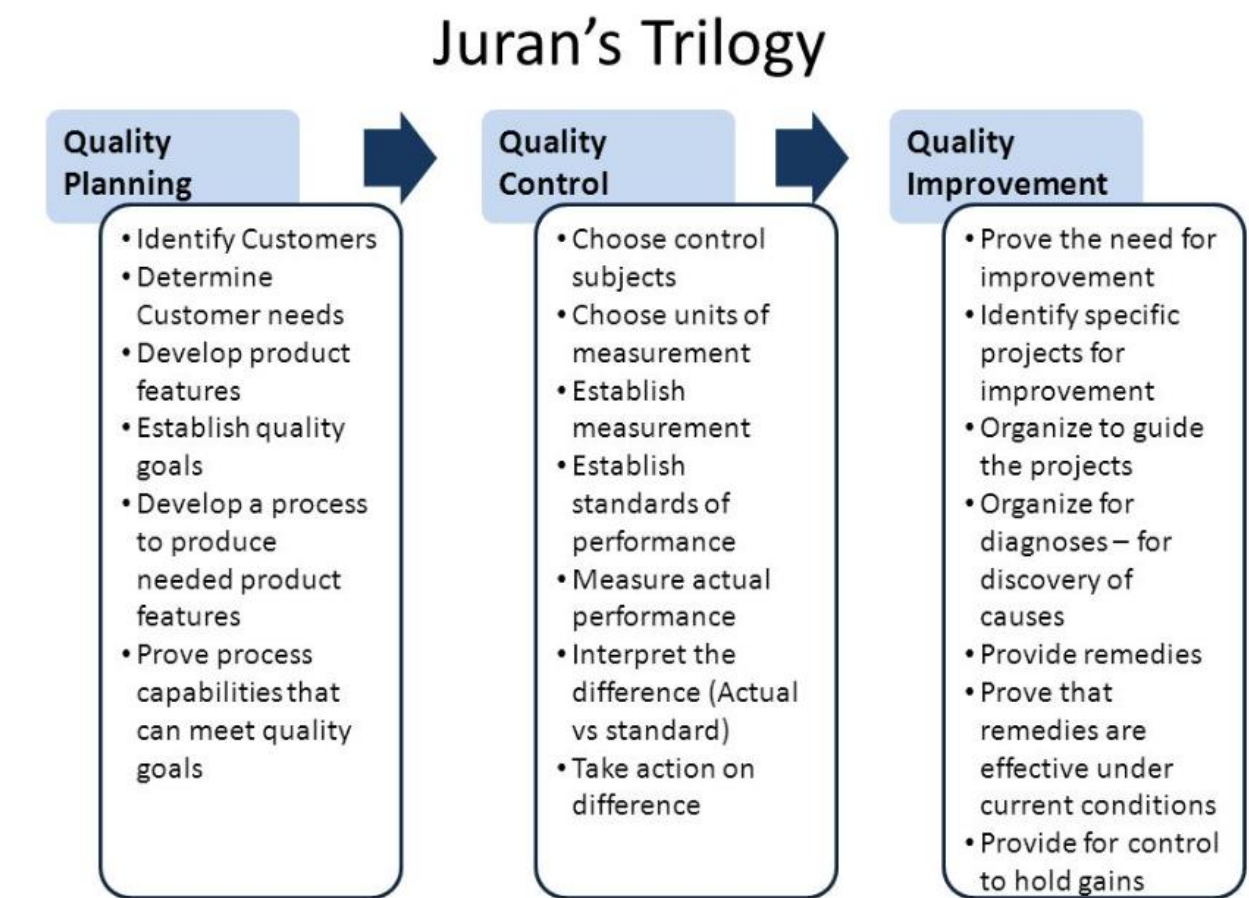 Juran’s Trilogy
Quality
Planning
• Identify Customers
• Determine
Customer needs
• Develop product
features
• Establish quality
goals
• Develop a process
to produce
needed product
features
• Prove process
capabilities that
can meet quality
goals
Quality
Control
• Choose control
subjects
• Choose units of
measurement
• Establish
measurement
• Establish
standards of
performance
• Measure actual
performance
• Interpret the
difference (Actual
vs standard)
• Take action on
difference
Quality
Improvement
• Prove the need for
improvement
• Identify specific
projects for
improvement
• Organize to guide
the projects
• Organize for
diagnoses – for
discovery of
causes
• Provide remedies
• Prove that
remedies are
effective under
current conditions
• Provide for control
to hold gains